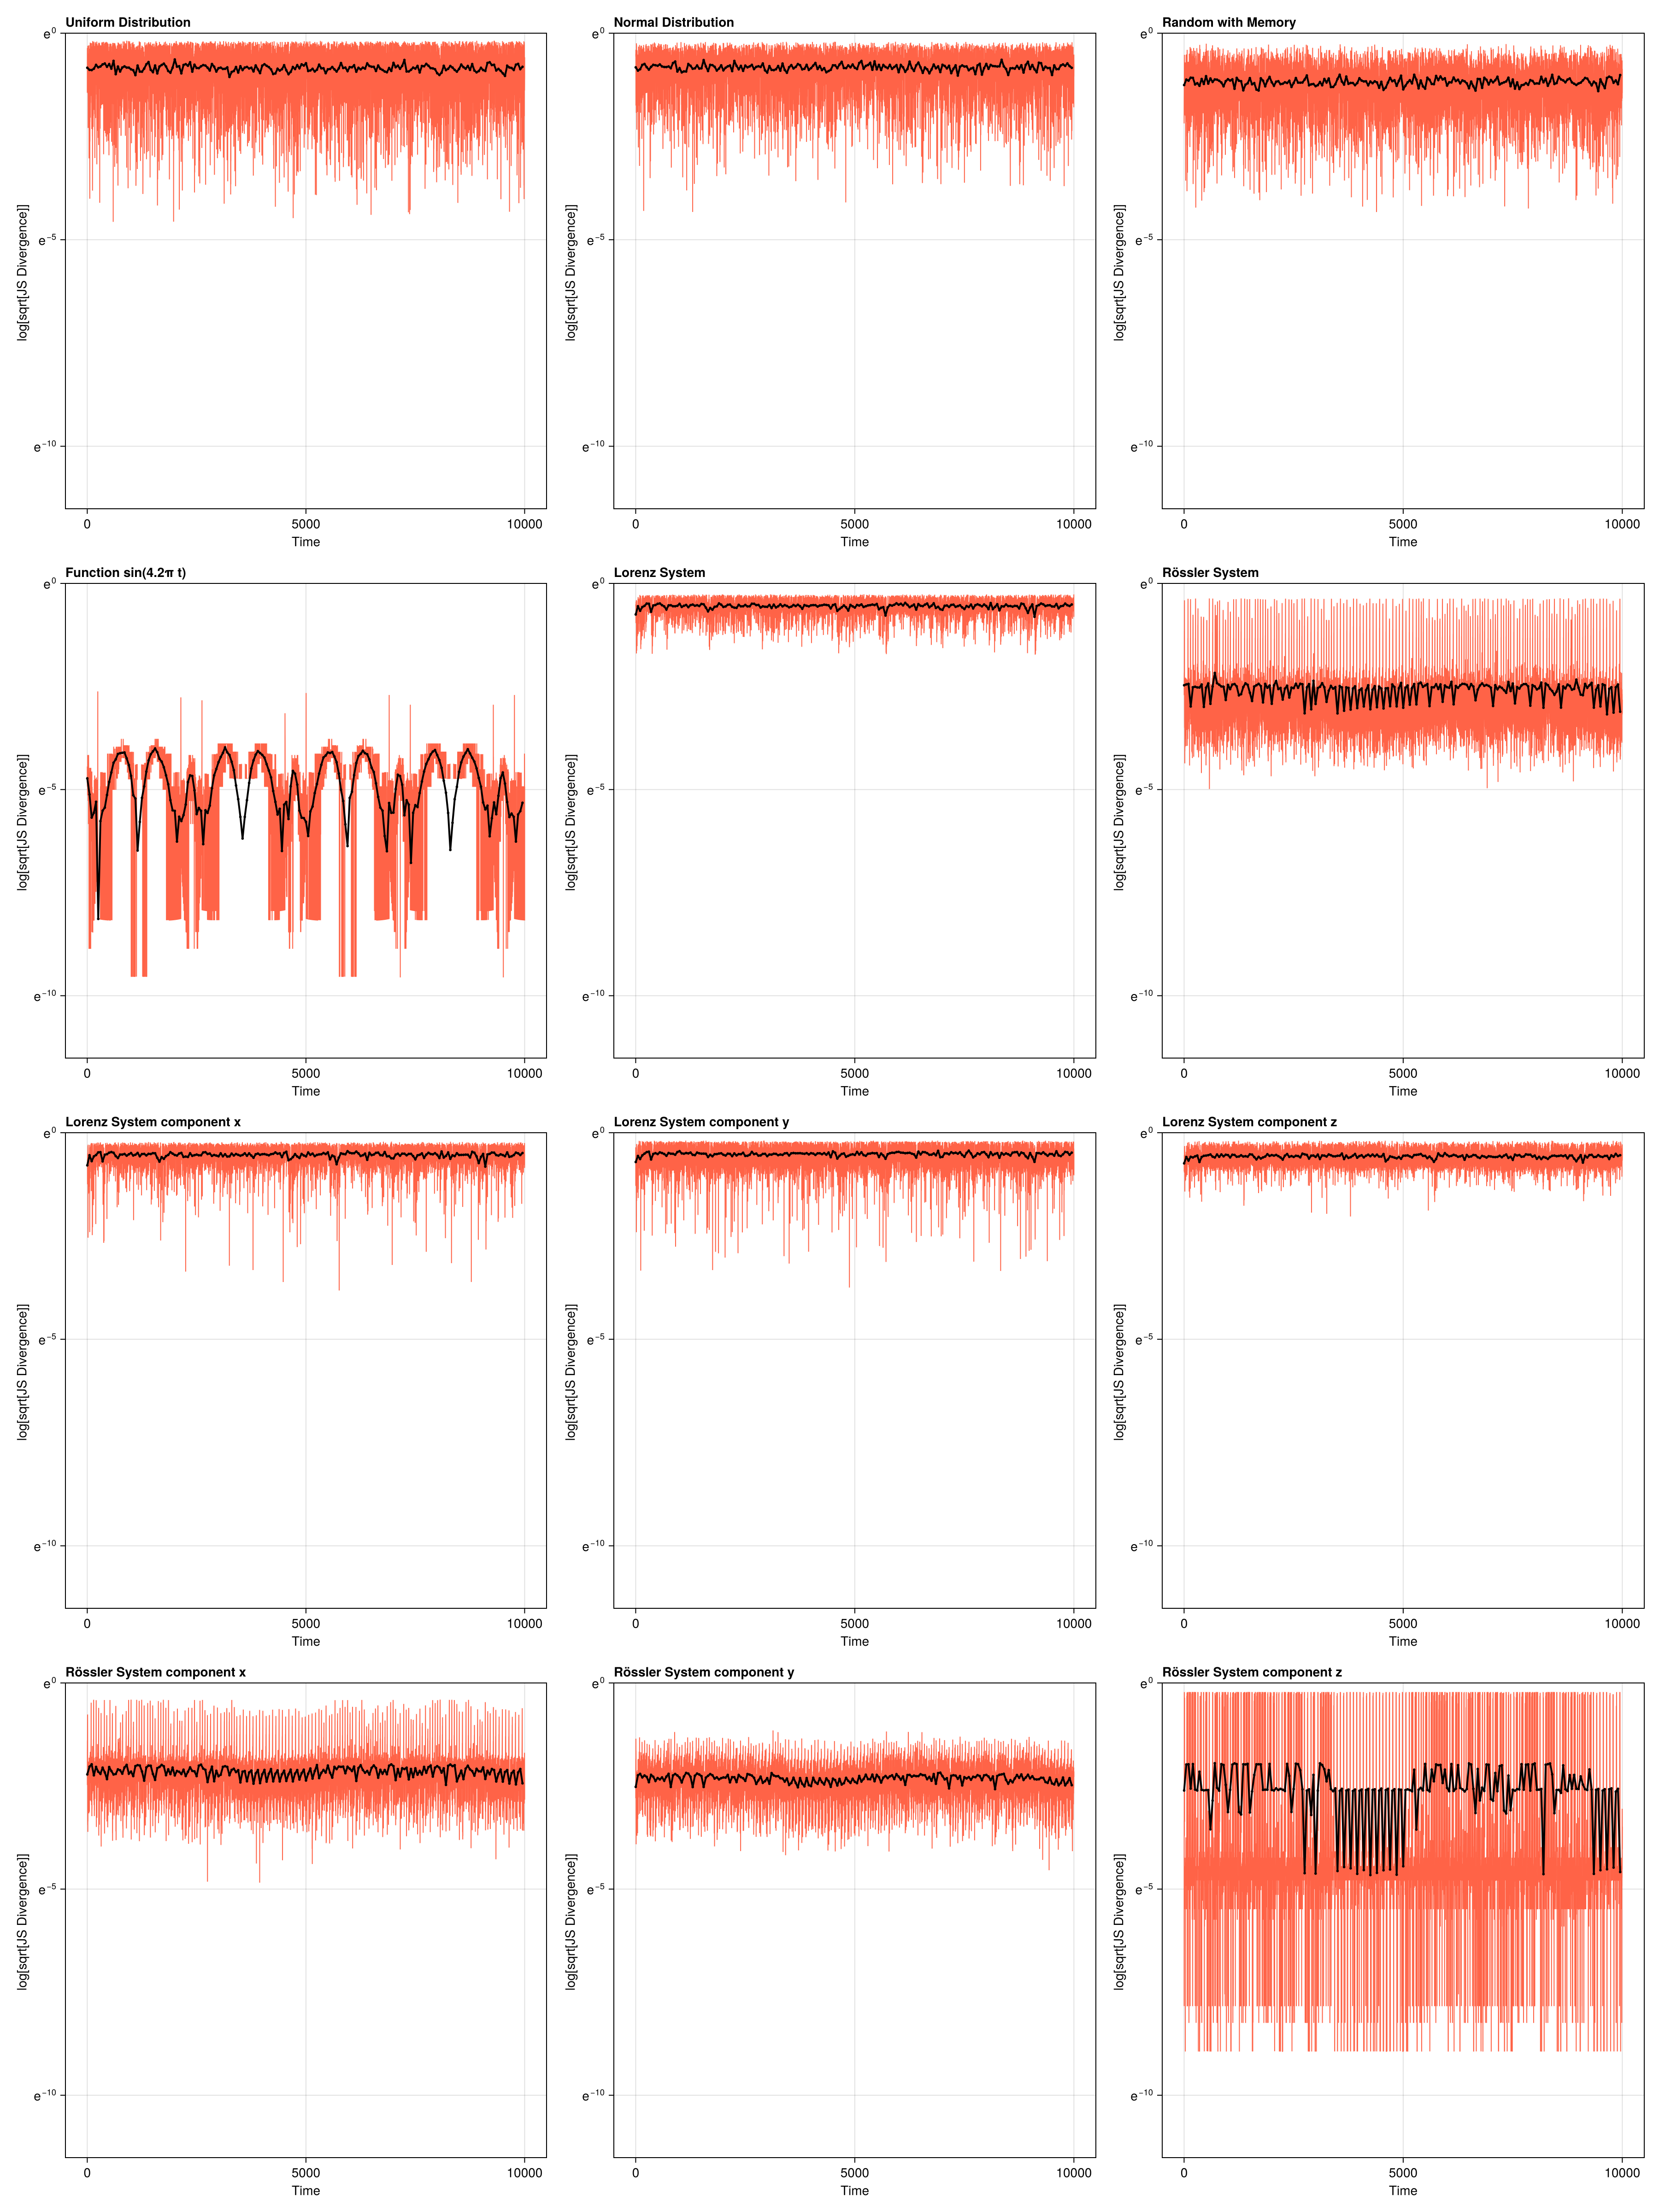 Uniform Distribution
e⁰
e⁻⁵
e⁻¹⁰
log[sqrt[JS Divergence]]
0 5000 10000
Time
Normal Distribution
e⁰
e⁻⁵
e⁻¹⁰
log[sqrt[JS Divergence]]
0 5000 10000
Time
Random with Memory
e⁰
e⁻⁵
e⁻¹⁰
log[sqrt[JS Divergence]]
0 5000 10000
Time
Function sin(4.2π t)
e⁰
e⁻⁵
e⁻¹⁰
log[sqrt[JS Divergence]]
0 5000 10000
Time
Lorenz System
e⁰
e⁻⁵
e⁻¹⁰
log[sqrt[JS Divergence]]
0 5000 10000
Time
Rössler System
e⁰
e⁻⁵
e⁻¹⁰
log[sqrt[JS Divergence]]
0 5000 10000
Time
Lorenz System component x
e⁰
e⁻⁵
e⁻¹⁰
log[sqrt[JS Divergence]]
0 5000 10000
Time
Lorenz System component y
e⁰
e⁻⁵
e⁻¹⁰
log[sqrt[JS Divergence]]
0 5000 10000
Time
Lorenz System component z
e⁰
e⁻⁵
e⁻¹⁰
log[sqrt[JS Divergence]]
0 5000 10000
Time
Rössler System component x
e⁰
e⁻⁵
e⁻¹⁰
log[sqrt[JS Divergence]]
0 5000 10000
Time
Rössler System component y
e⁰
e⁻⁵
e⁻¹⁰
log[sqrt[JS Divergence]]
0 5000 10000
Time
Rössler System component z
e⁰
e⁻⁵
e⁻¹⁰
log[sqrt[JS Divergence]]
0 5000 10000
Time